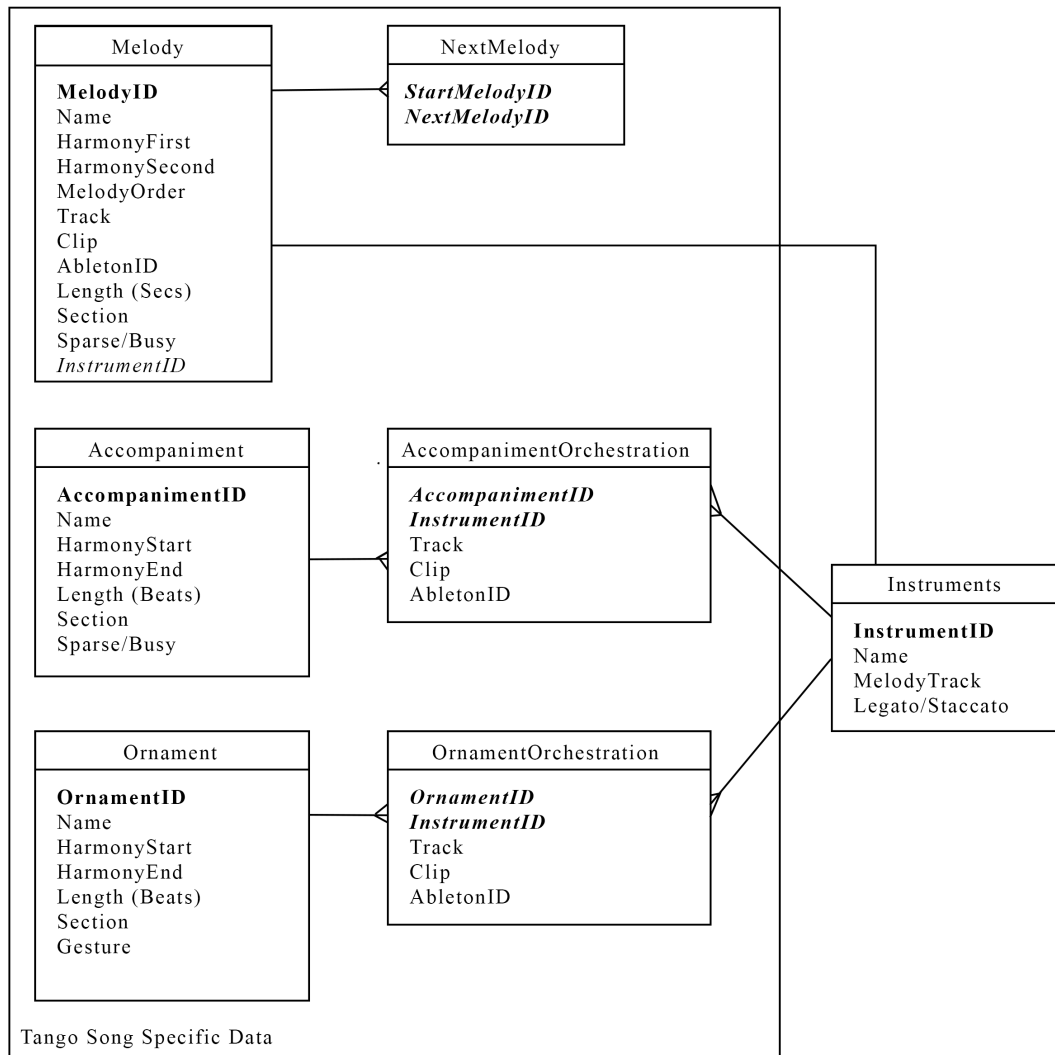 Melody
MelodyID
Name
HarmonyFirst
HarmonySecond
MelodyOrder
Track
Clip
AbletonID
Length (Secs)
Section
Sparse/Busy
InstrumentID
NextMelody
StartMelodyID
NextMelodyID
Accompaniment
AccompanimentID
Name
HarmonyStart
HarmonyEnd
Length (Beats)
Section
Sparse/Busy
AccompanimentOrchestration
AccompanimentID
InstrumentID
Track
Clip
AbletonID
Instruments
InstrumentID
Name
MelodyTrack
Legato/Staccato
Ornament
OrnamentID
Name
HarmonyStart
HarmonyEnd
Length (Beats)
Section
Gesture
OrnamentOrchestration
OrnamentID
InstrumentID
Track
Clip
AbletonID
Tango Song Specific Data